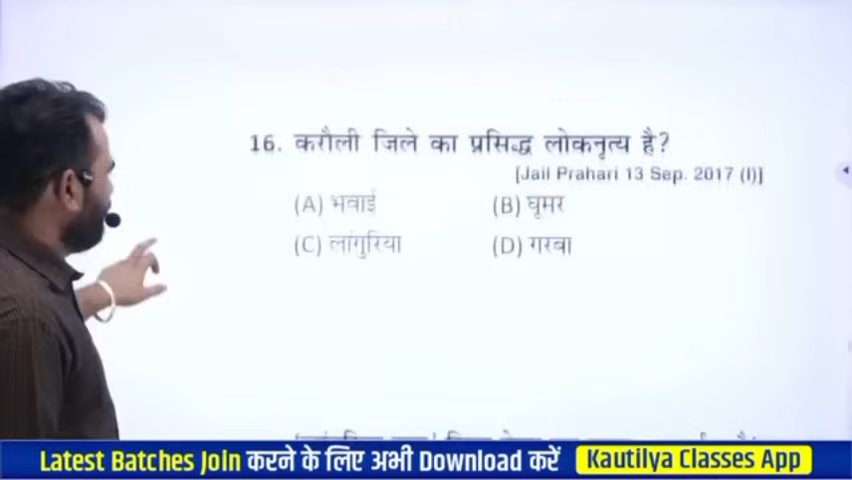 16. करौली जिले का प्रसिद्ध लोकनृत्य है?
[Jail Prahari 13 Sep. 2017 (I)]
(A) भवाई (B) घूमर
(C) लांगुरिया (D) गरबा
Latest Batches Join करने के लिए अभी Download करें Kautilya Classes App